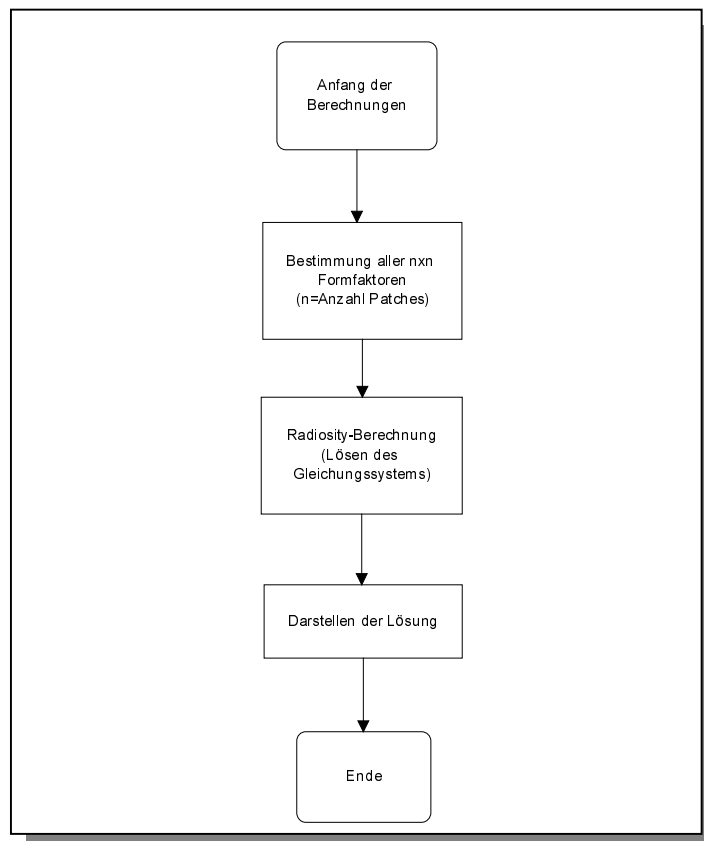 Anfang der
Berechnungen
Bestimmung aller nxn
Formfaktoren
(n=Anzahl Patches)
Radiosity-Berechnung
(Lösen des
Gleichungssystems)
Darstellen der Lösung
Ende